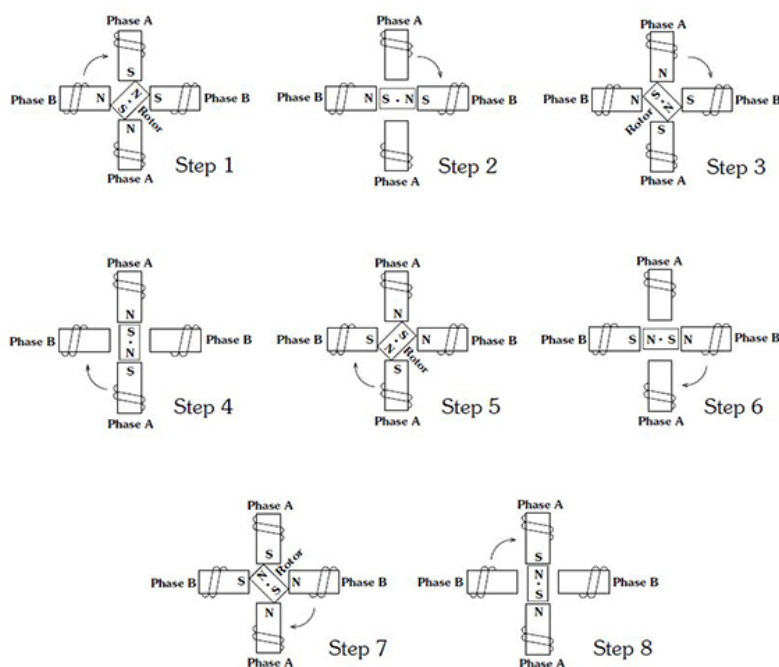 Phase A
S
Phase B N N S S Phase B
Rotor
N
Phase A
Step 1
Phase A
Phase B N S N S Phase B
Phase A
Step 2
Phase A
N
Phase B N S N S Phase B
Rotor
S
Phase A
Step 3
Phase A
N
S
Phase B Phase B
N
S
Phase A
Step 4
Phase A
N
Phase B S S N N Phase B
Rotor
S
Phase A
Step 5
Phase A
Phase B S N S N Phase B
Phase A
Step 6
Phase A
S
Rotor
Phase B S N S N Phase B
N
Phase A
Step 7
Phase A
S
N
Phase B Phase B
S
N
Phase A
Step 8